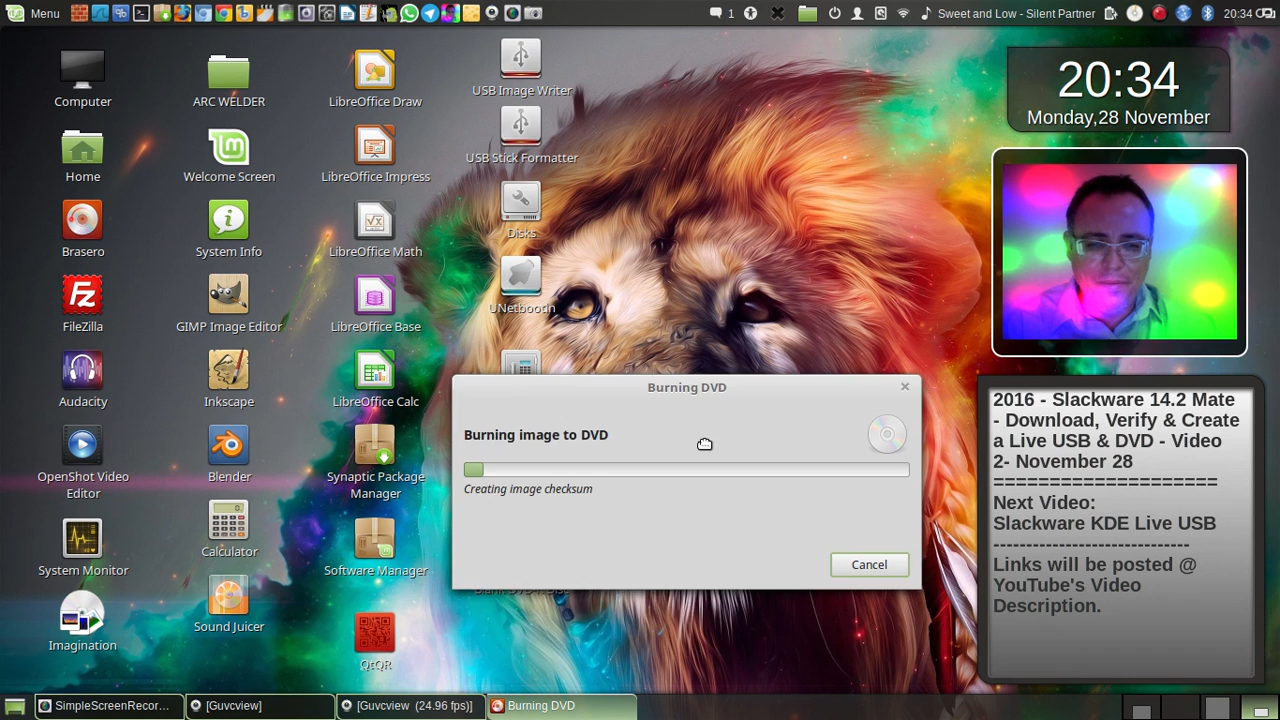 Menu
1
Sweet and Low - Silent Partner
20:34
Computer
ARC WELDER
LibreOffice Draw
USB Image Writer
Home
Welcome Screen
LibreOffice Impress
USB Stick Formatter
Brasero
System Info
LibreOffice Math
Disks
FileZilla
GIMP Image Editor
LibreOffice Base
UNetbootin
Audacity
Inkscape
LibreOffice Calc
OpenShot Video
Editor
Blender
Synaptic Package
Manager
System Monitor
Calculator
Software Manager
Imagination
Sound Juicer
QtQR
20:34
Monday,28 November
2016 - Slackware 14.2 Mate
- Download, Verify & Create
a Live USB & DVD - Video
2- November 28
=====================
Next Video:
Slackware KDE Live USB
------------------------------
Links will be posted @
YouTube's Video
Description.
Burning DVD
Burning image to DVD
Creating image checksum
Cancel
SimpleScreenRecor...
[Guvcview]
[Guvcview (24.96 fps)]
Burning DVD